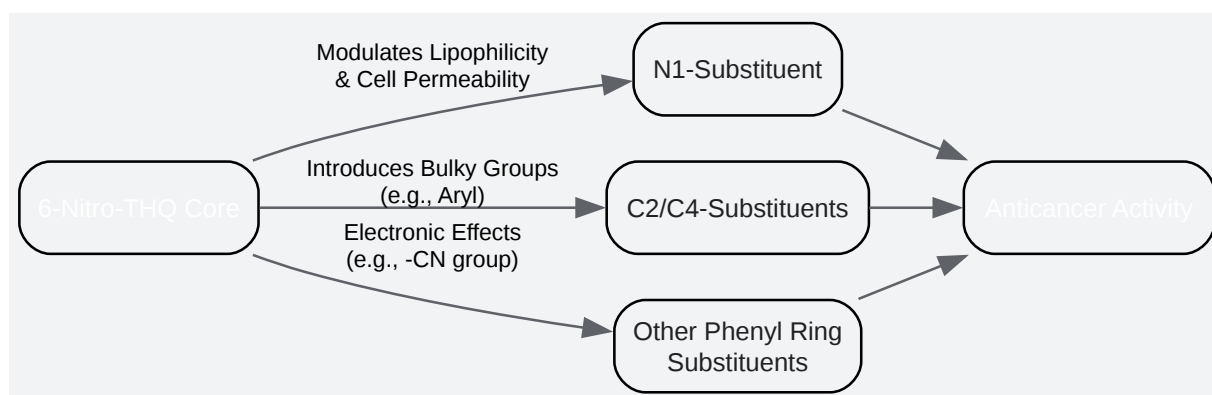 Modulates Lipophilicity
& Cell Permeability
N1-Substituent
Introduces Bulky Groups
(e.g., Aryl)
6-Nitro-THQ Core
C2/C4-Substituents
Anticancer Activity
Electronic Effects
(e.g., -CN group)
Other Phenyl Ring
Substituents